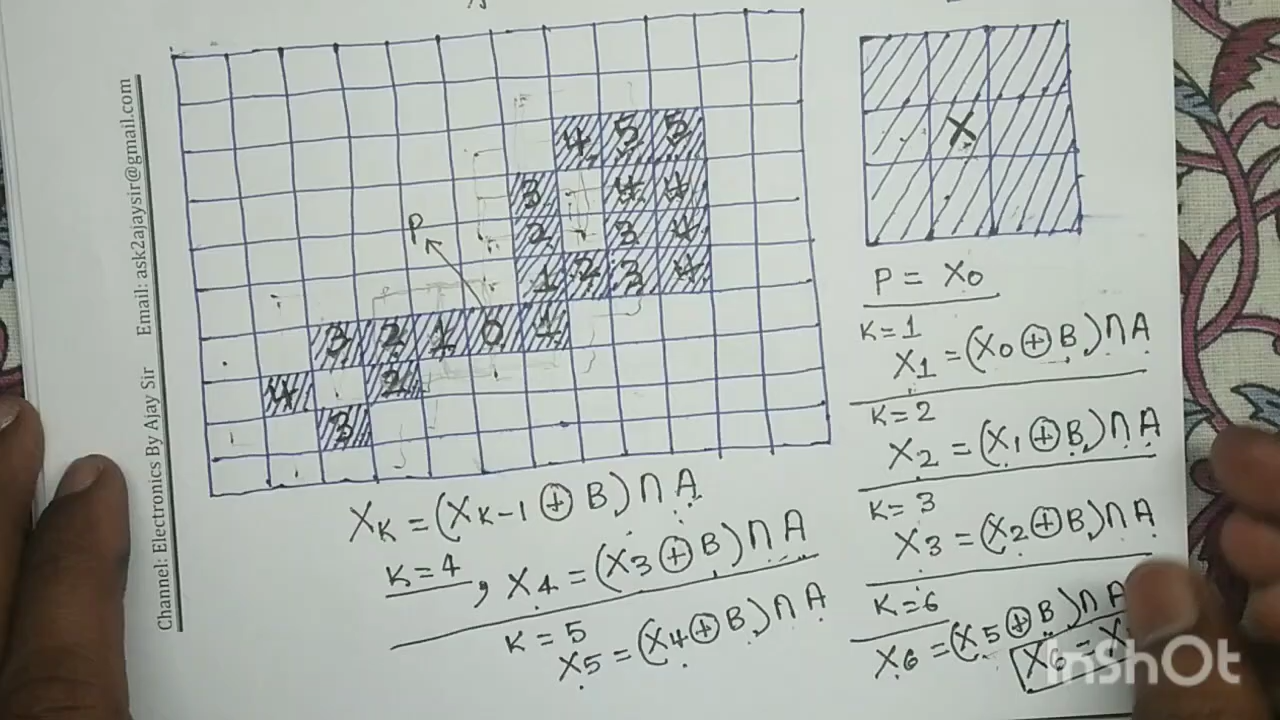 4 5 5
3 4 4
P 2 3 4
1 2 3 4
3 2 1 0 1
4 2
3
X
P = X0
K=1
X1 = (X0 ⊕ B) ∩ A
K=2
X2 = (X1 ⊕ B) ∩ A
K=3
X3 = (X2 ⊕ B) ∩ A
K=6
X6 = (X5 ⊕ B) ∩ A
X6 = X
XK = (XK-1 ⊕ B) ∩ A
K=4, X4 = (X3 ⊕ B) ∩ A
K=5
X5 = (X4 ⊕ B) ∩ A
Channel: Electronics By Ajay Sir Email: ask2ajaysir@gmail.com
InShOt